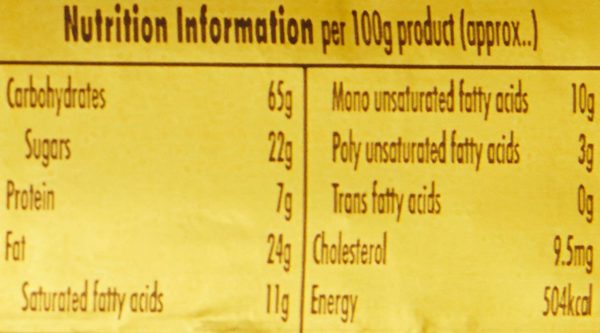 Nutrition Information per 100g product (approx..)
Carbohydrates 65g
Sugars 22g
Protein 7g
Fat 24g
Saturated fatty acids 11g
Mono unsaturated fatty acids 10g
Poly unsaturated fatty acids 3g
Trans fatty acids 0g
Cholesterol 9.5mg
Energy 504kcal